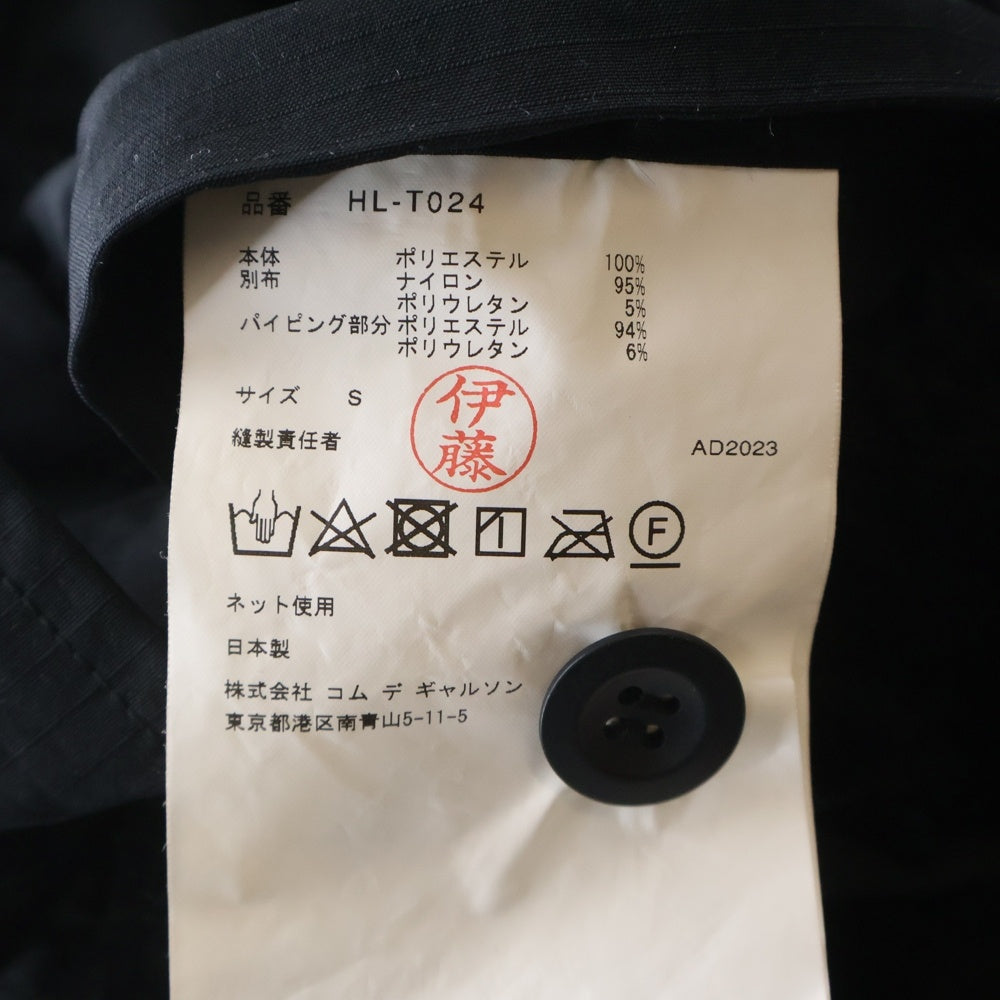 品番 HL-T024
本体 ポリエステル 100%
別布 ナイロン 95%
ポリウレタン 5%
パイピング部分 ポリエステル 94%
ポリウレタン 6%
サイズ S
縫製責任者 伊藤 AD2023
F
ネット使用
日本製
株式会社 コム デ ギャルソン
東京都港区南青山5-11-5